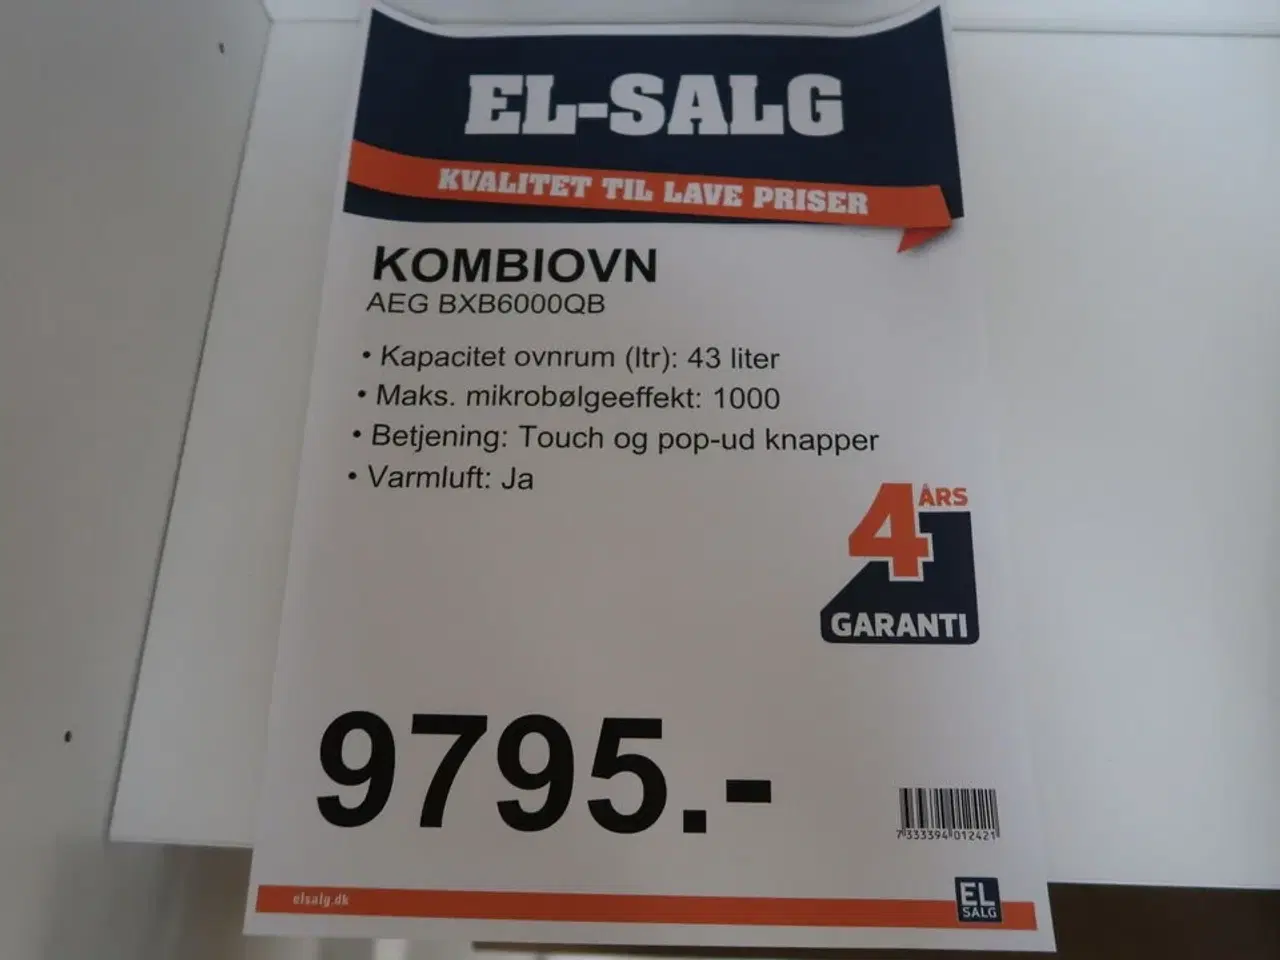 EL-SALG
KVALITET TIL LAVE PRISER
KOMBIOVN
AEG BXB6000QB
• Kapacitet ovnrum (ltr): 43 liter
• Maks. mikrobølgeeffekt: 1000
• Betjening: Touch og pop-ud knapper
• Varmluft: Ja
4 ÅRS
GARANTI
9795.-
7 333394 012421
elsalg.dk
EL
SALG